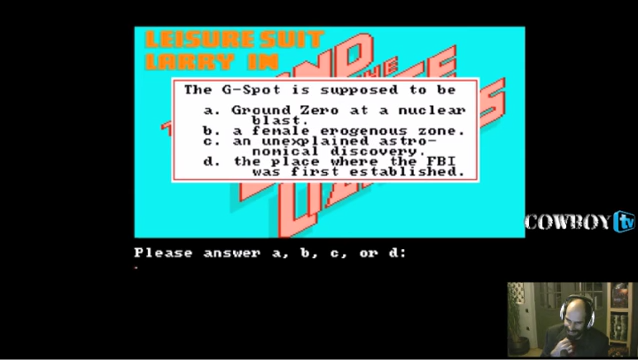 LEISURE SUIT
LARRY IN
The G-Spot is supposed to be
a. Ground Zero at a nuclear
blast.
b. a female erogenous zone.
c. an unexplained astro-
nomical discovery.
d. the place where the FBI
was first established.
COWBOY tv
Please answer a, b, c, or d: